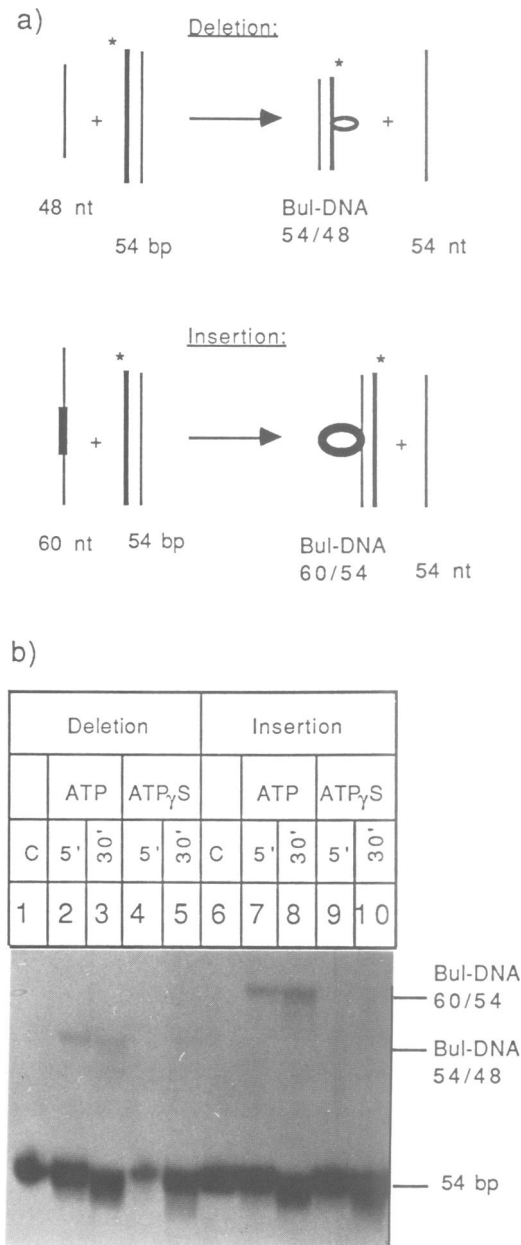 a)
Deletion:
*
*
+
+
48 nt
54 bp
Bul-DNA
54/48
54 nt
Insertion:
*
*
+
+
60 nt
54 bp
Bul-DNA
60/54
54 nt
b)
Deletion Insertion
ATP ATPγS ATP ATPγS
C 5' 30' 5' 30' C 5' 30' 5' 30'
1 2 3 4 5 6 7 8 9 10
Bul-DNA
60/54
Bul-DNA
54/48
54 bp